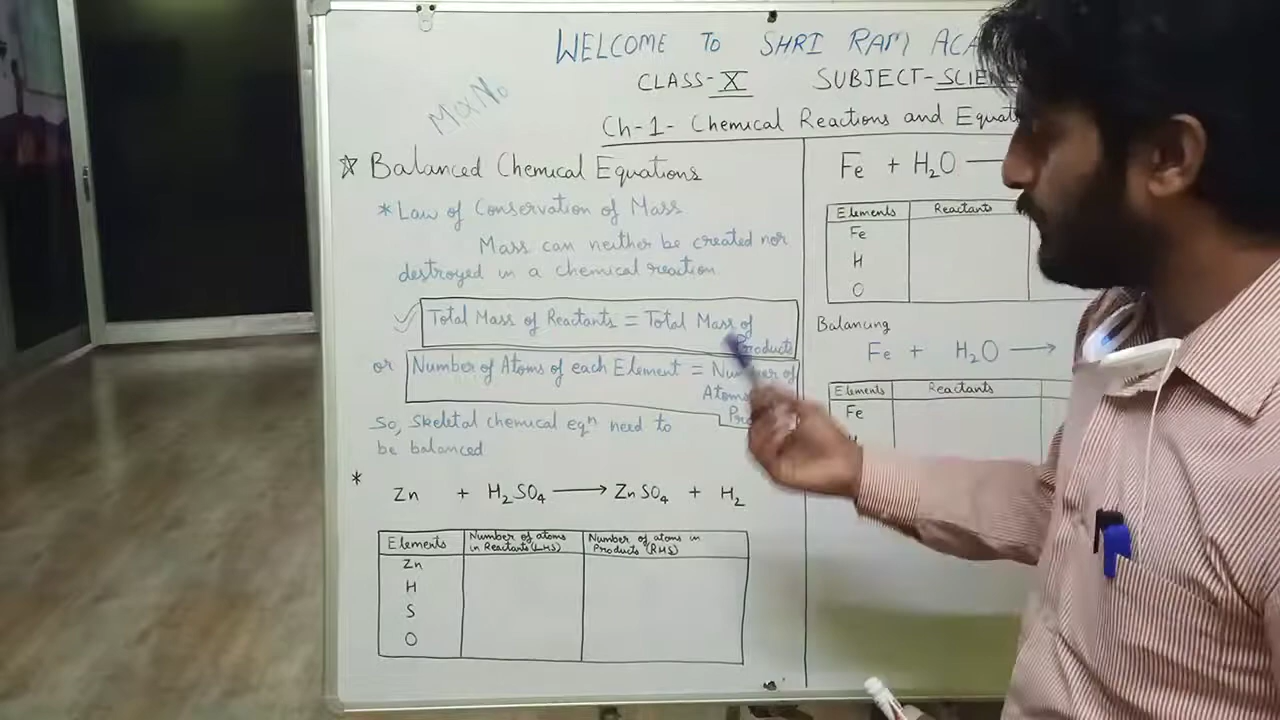 WELCOME TO SHRI RAM
CLASS-X SUBJECT-
Ch-1- Chemical Reactions and
MaxNo
☆ Balanced Chemical Equations
* Law of Conservation of Mass
Mass can neither be created nor
destroyed in a chemical reaction
Total Mass of Reactants = Total Mass of
Products
or Number of Atoms of each Element = Number of
Atoms
So, skeletal chemical eqⁿ need to
be balanced
* Zn + H₂SO₄ ⟶ ZnSO₄ + H₂
Elements Number of atoms in Reactants (LHS) Number of atoms in Products (RHS)
Zn
H
S
O
Fe + H₂O ⟶
Elements Reactants
Fe
H
O
Balancing
Fe + H₂O ⟶
Elements Reactants
Fe